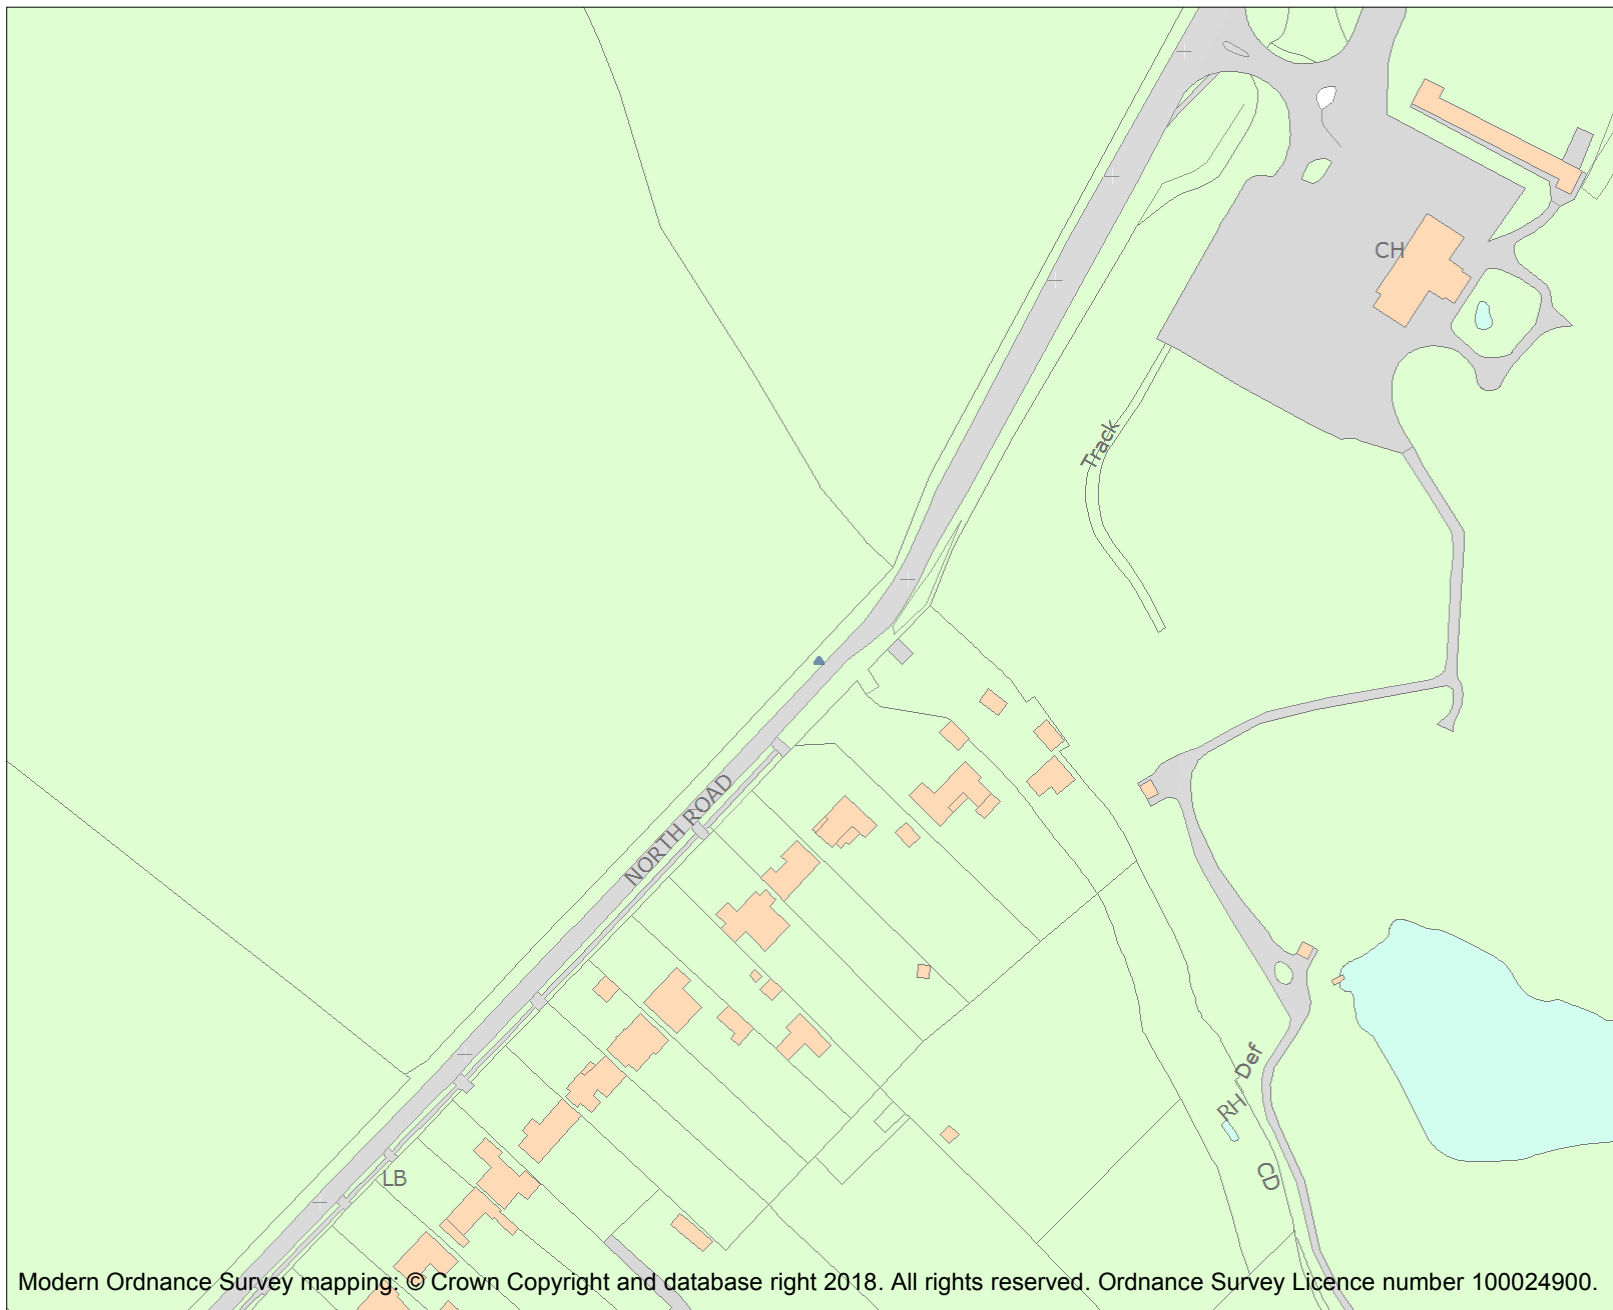 CH
Track
NORTH ROAD
Def
RH
CD
LB
Modern Ordnance Survey mapping: © Crown Copyright and database right 2018. All rights reserved. Ordnance Survey Licence number 100024900.